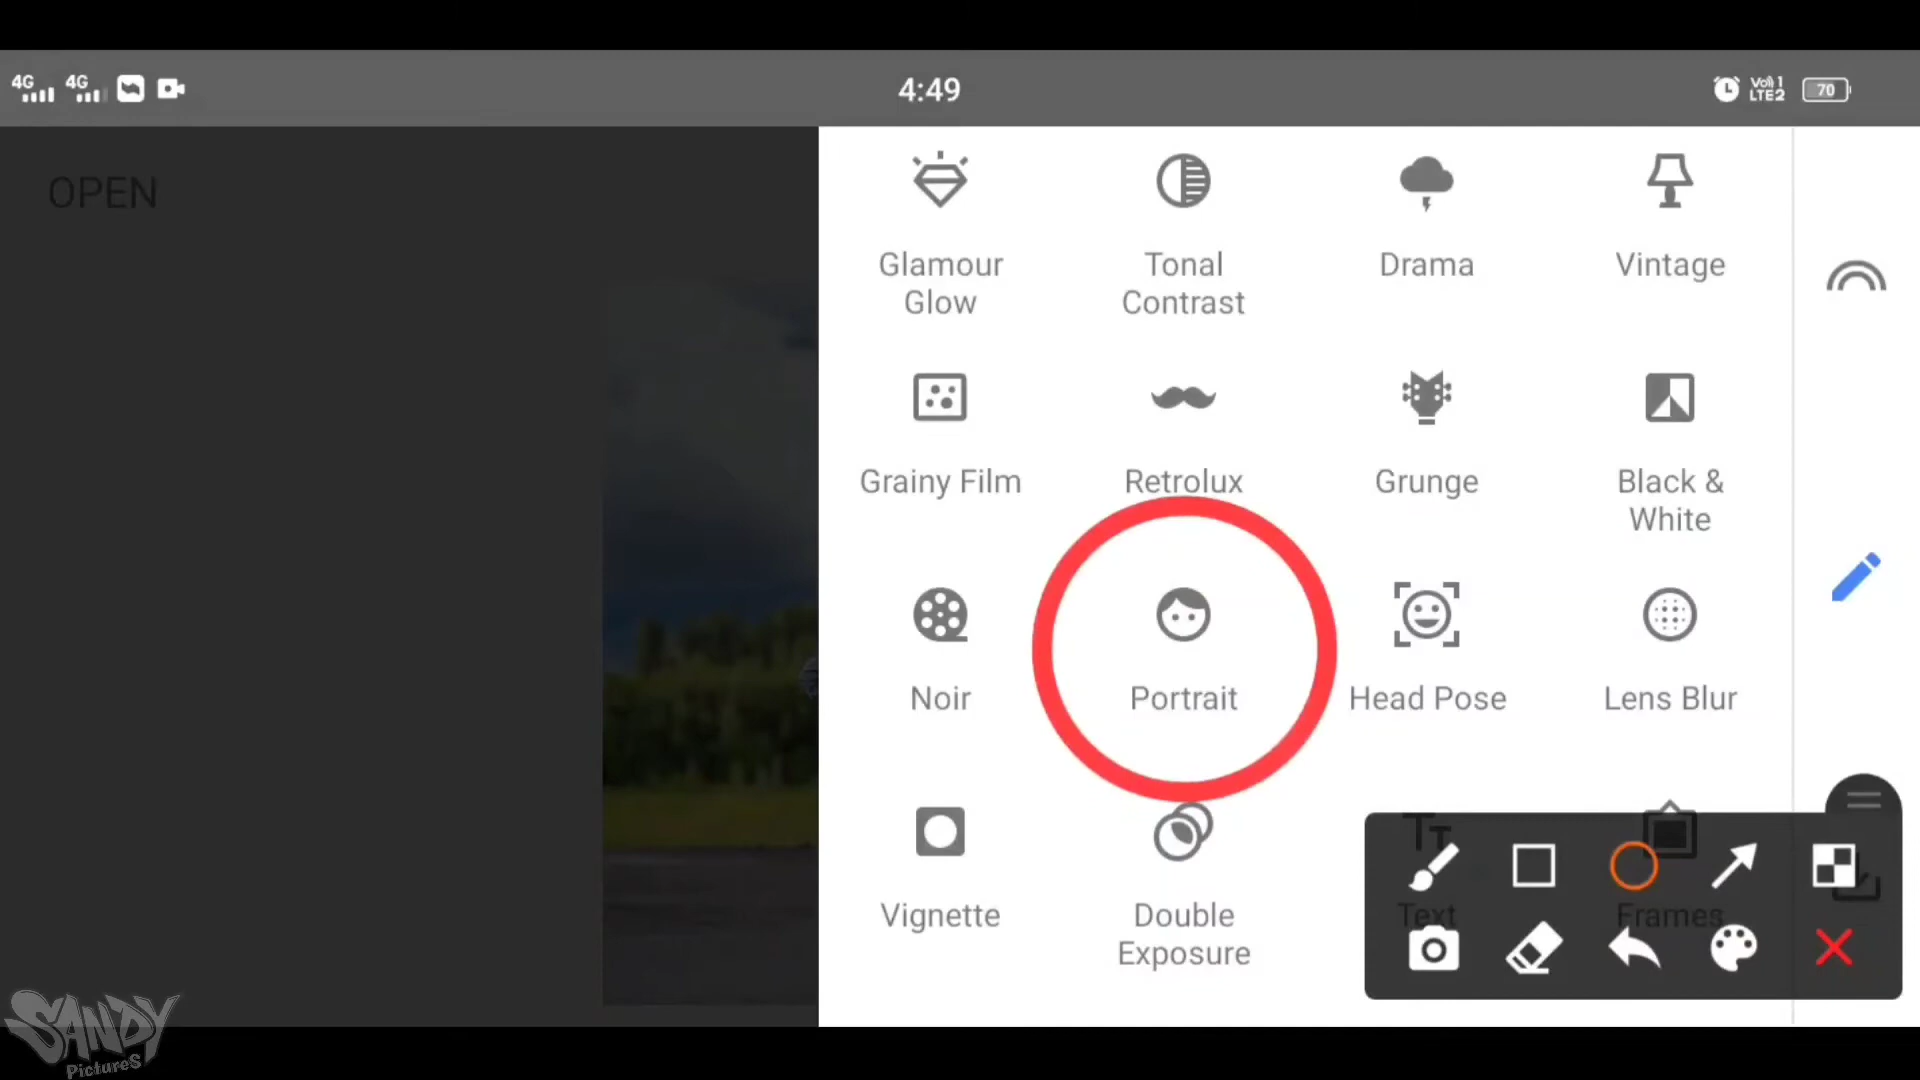 4G 4G 4:49 Vo))1 LTE2 70
OPEN
Glamour Glow
Tonal Contrast
Drama
Vintage
Grainy Film
Retrolux
Grunge
Black & White
Noir
Portrait
Head Pose
Lens Blur
Vignette
Double Exposure
Text
Frames
SANDY
PictureS